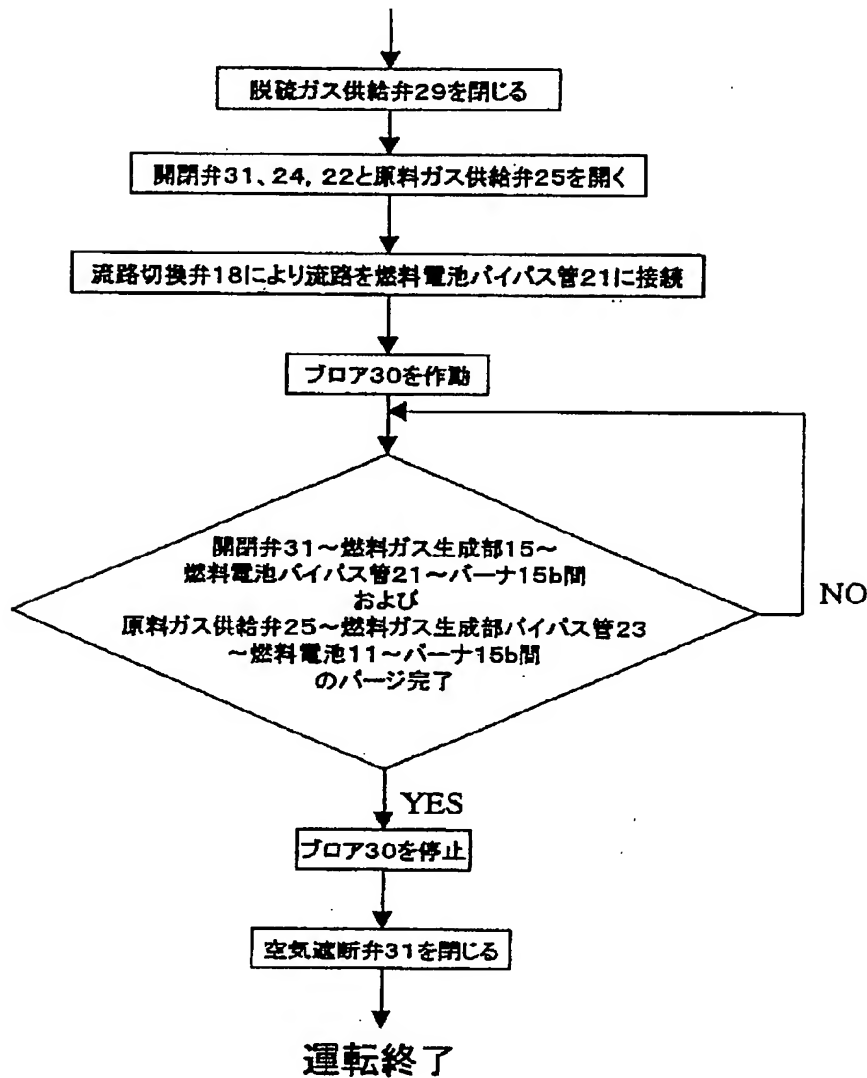 脱硫ガス供給弁29を閉じる
開閉弁31、24, 22と原料ガス供給弁25を開く
流路切換弁18により流路を燃料電池バイパス管21に接続
ブロア30を作動
開閉弁31～燃料ガス生成部15～
燃料電池バイパス管21～バーナ15b間
および
原料ガス供給弁25～燃料ガス生成部バイパス管23
～燃料電池11～バーナ15b間
のパージ完了
NO
YES
ブロア30を停止
空気遮断弁31を閉じる
運転終了